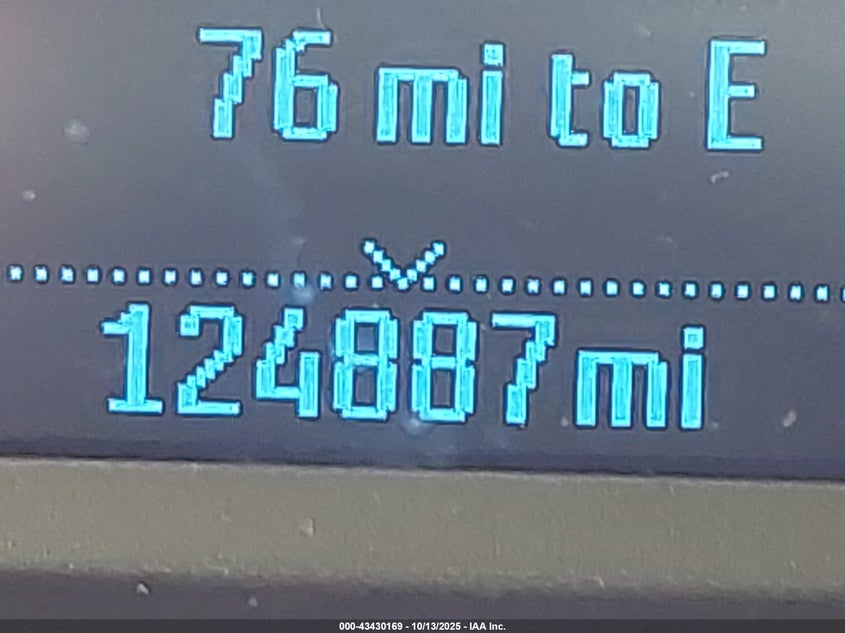 76 mi to E
124887mi
000-43430169 - 10/13/2025 - IAA Inc.